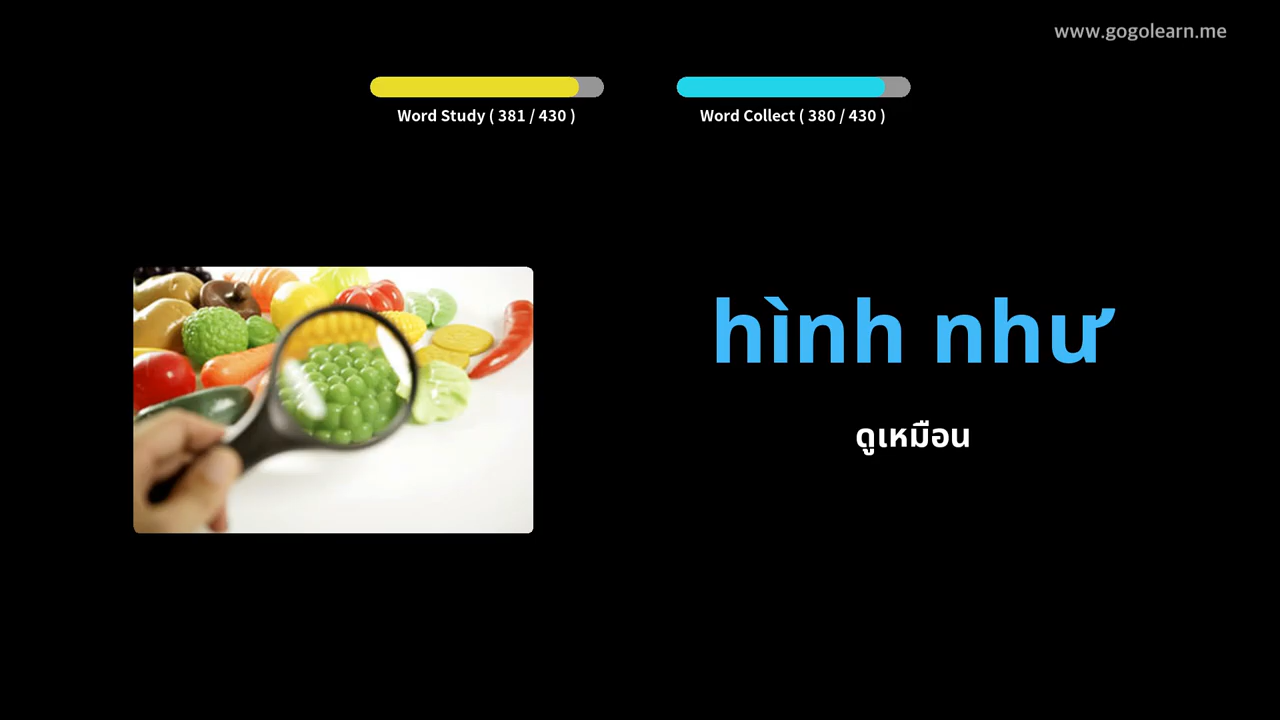 www.gogolearn.me
Word Study ( 381 / 430 )
Word Collect ( 380 / 430 )
hình như
ดูเหมือน